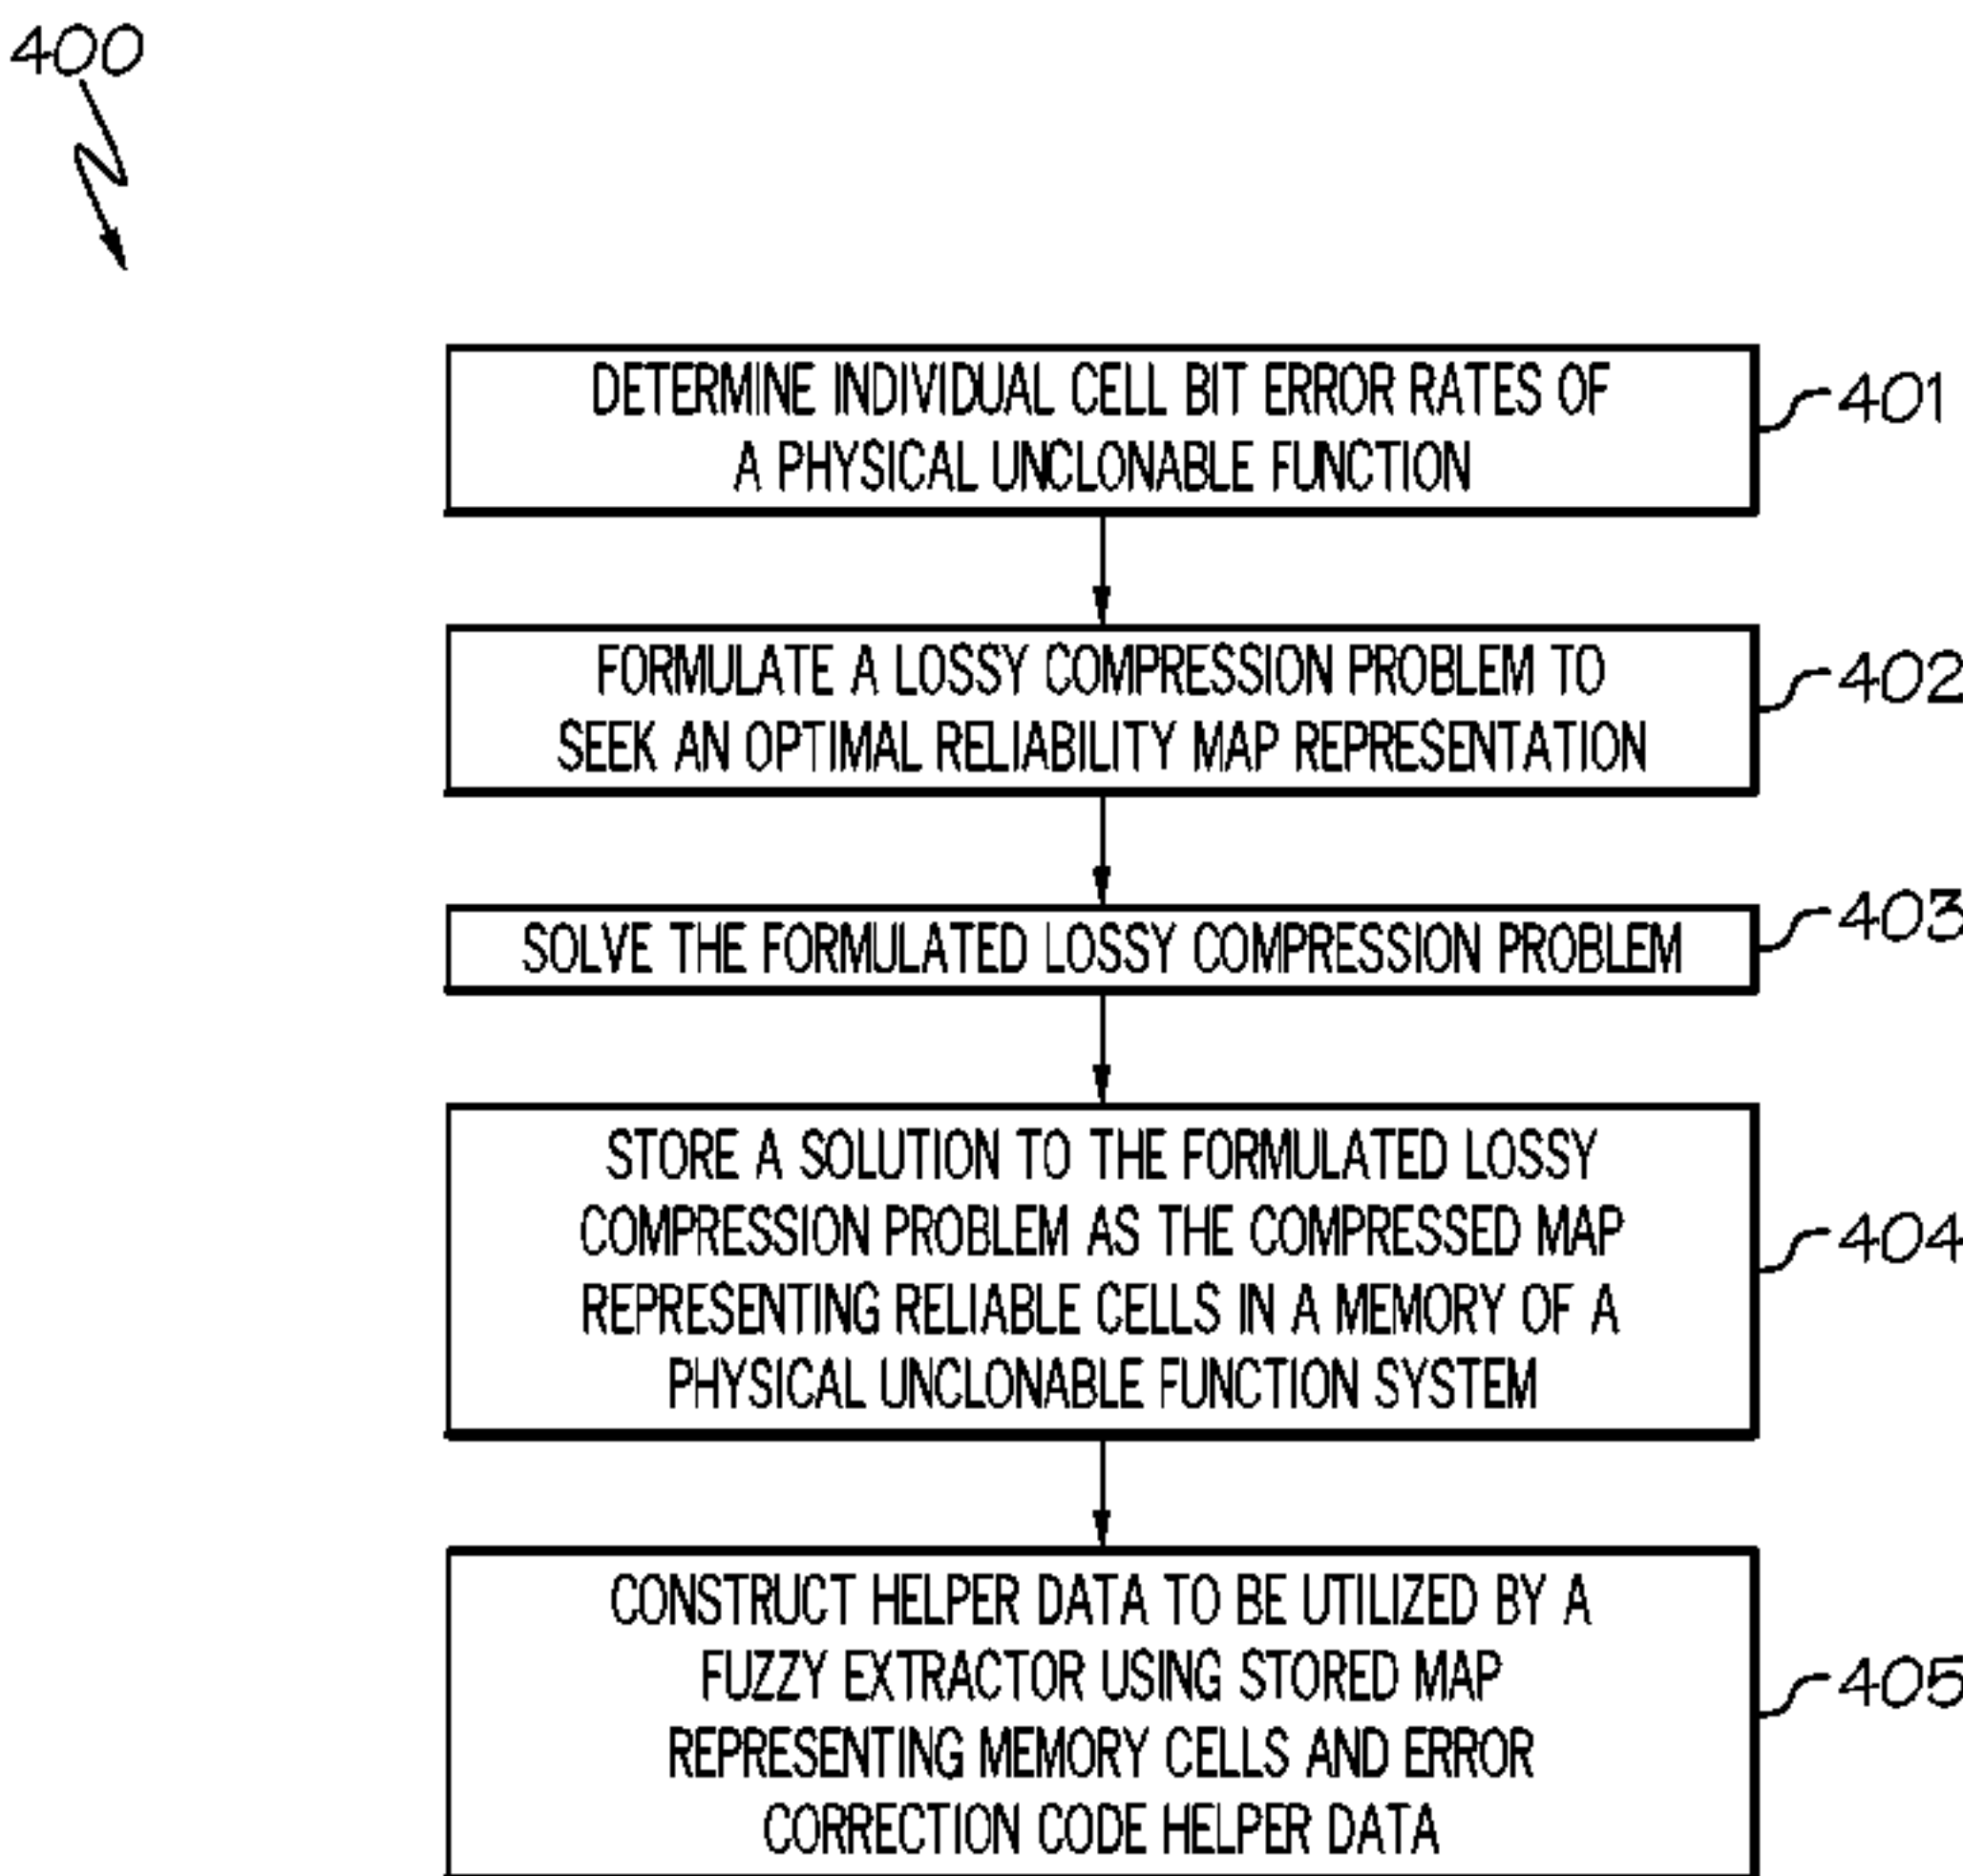 400
DETERMINE INDIVIDUAL CELL BIT ERROR RATES OF
A PHYSICAL UNCLONABLE FUNCTION
401
FORMULATE A LOSSY COMPRESSION PROBLEM TO
SEEK AN OPTIMAL RELIABILITY MAP REPRESENTATION
402
SOLVE THE FORMULATED LOSSY COMPRESSION PROBLEM
403
STORE A SOLUTION TO THE FORMULATED LOSSY
COMPRESSION PROBLEM AS THE COMPRESSED MAP
REPRESENTING RELIABLE CELLS IN A MEMORY OF A
PHYSICAL UNCLONABLE FUNCTION SYSTEM
404
CONSTRUCT HELPER DATA TO BE UTILIZED BY A
FUZZY EXTRACTOR USING STORED MAP
REPRESENTING MEMORY CELLS AND ERROR
CORRECTION CODE HELPER DATA
405